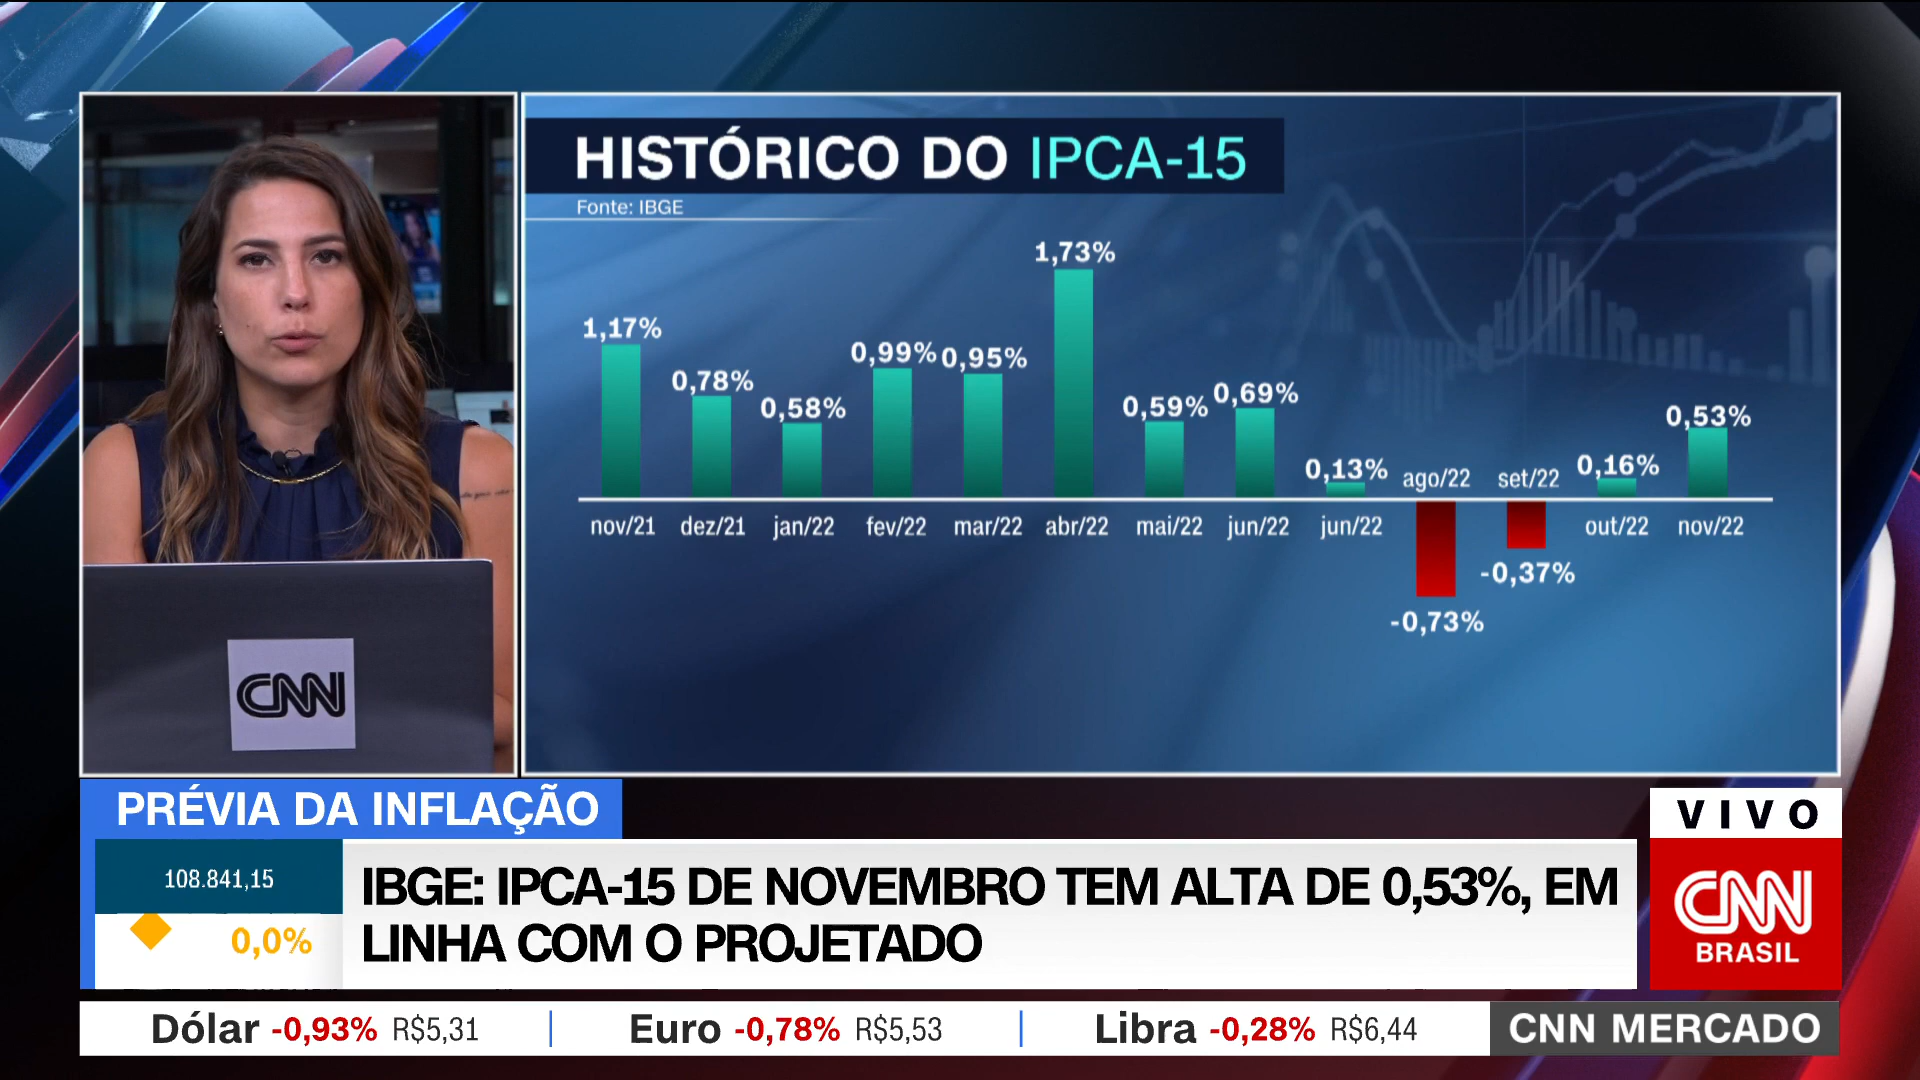 HISTÓRICO DO IPCA-15
Fonte: IBGE
1,17%
0,78%
0,58%
0,99%
0,95%
1,73%
0,59%
0,69%
0,13%
ago/22
set/22
0,16%
0,53%
nov/21
dez/21
jan/22
fev/22
mar/22
abr/22
mai/22
jun/22
jun/22
out/22
nov/22
-0,73%
-0,37%
CNN
PRÉVIA DA INFLAÇÃO
108.841,15
0,0%
IBGE: IPCA-15 DE NOVEMBRO TEM ALTA DE 0,53%, EM
LINHA COM O PROJETADO
VIVO
CNN
BRASIL
Dólar -0,93% R$5,31 | Euro -0,78% R$5,53 | Libra -0,28% R$6,44
CNN MERCADO